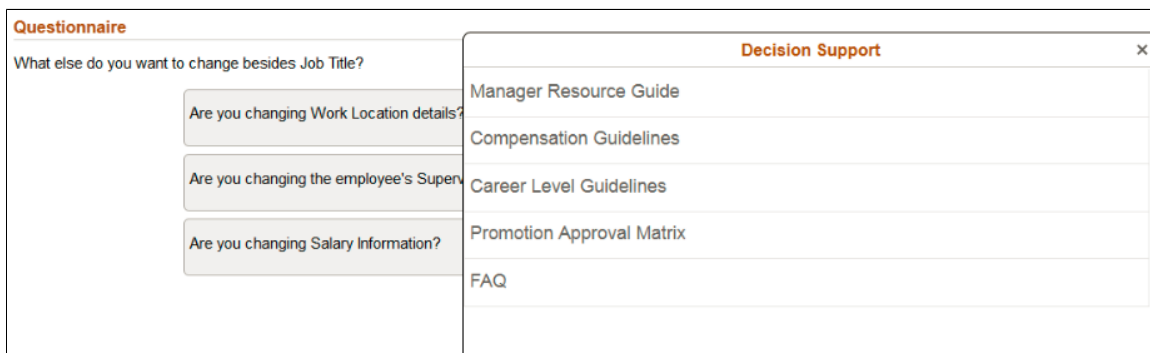 Questionnaire
What else do you want to change besides Job Title?
Are you changing Work Location details?
Are you changing the employee's
Are you changing Salary Information?
Decision Support
×
Manager Resource Guide
Compensation Guidelines
Career Level Guidelines
Promotion Approval Matrix
FAQ